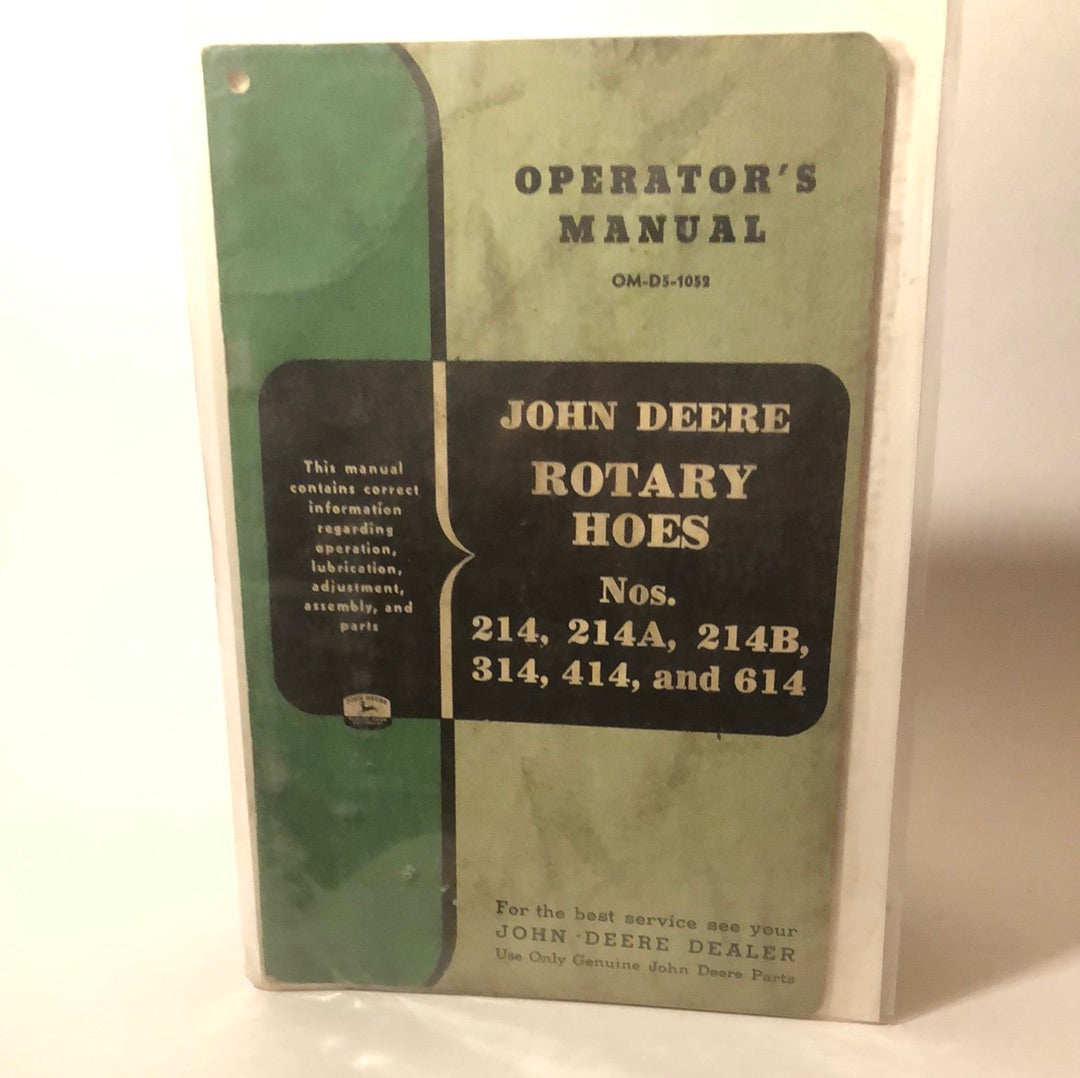 OPERATOR'S
MANUAL
OM-D5-1052
This manual
contains correct
information
regarding
operation,
lubrication,
adjustment,
assembly, and
parts
JOHN DEERE
JOHN DEERE
ROTARY
HOES
Nos.
214, 214A, 214B,
314, 414, and 614
For the best service see your
JOHN DEERE DEALER
Use Only Genuine John Deere Parts